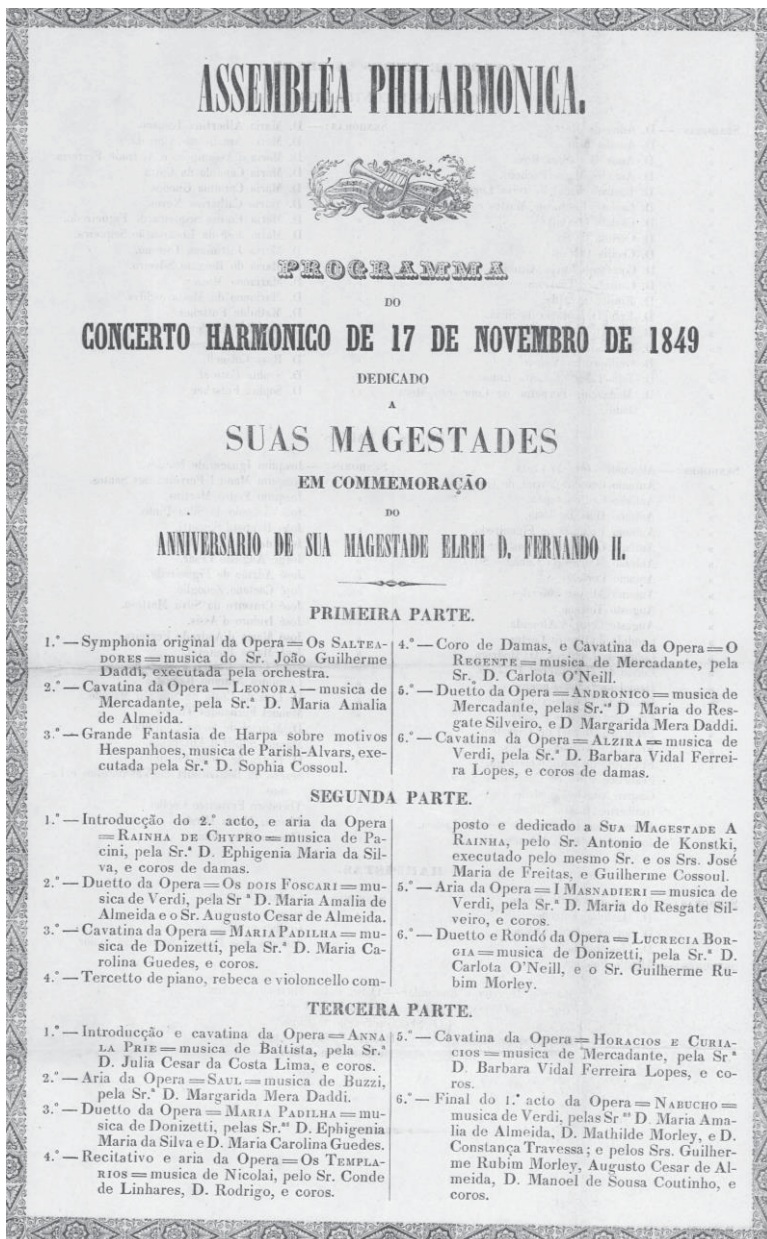 ASSEMBLÉA PHILARMONICA.
PROGRAMMA
DO
CONCERTO HARMONICO DE 17 DE NOVEMBRO DE 1849
DEDICADO
A
SUAS MAGESTADES
EM COMMEMORAÇÃO
DO
ANNIVERSARIO DE SUA MAGESTADE ELREI D. FERNANDO II.
PRIMEIRA PARTE.
1.º — Symphonia original da Opera = Os SALTEA-
DORES = musica do Sr. João Guilherme
Daddi, executada pela orchestra.
2.º — Cavatina da Opera — LEONORA — musica de
Mercadante, pela Sr.ª D. Maria Amalia
de Almeida.
3.º — Grande Fantasia de Harpa sobre motivos
Hespanhoes, musica de Parish-Alvars, exe-
cutada pela Sr.ª D. Sophia Cossoul.
4.º — Coro de Damas, e Cavatina da Opera = O
REGENTE = musica de Mercadante, pela
Sr. D. Carlota O'Neill.
5.º — Duetto da Opera = ANDRONICO = musica de
Mercadante, pelas Sr.ªs D Maria do Res-
gate Silveiro, e D Margarida Mera Daddi.
6.º — Cavatina da Opera = ALZIRA = musica de
Verdi, pela Sr.ª D. Barbara Vidal Ferrei-
ra Lopes, e coros de damas.
SEGUNDA PARTE.
1.º — Introducção do 2.º acto, e aria da Opera
= RAINHA DE CHYPRO = musica de Pa-
cini, pela Sr.ª D. Ephigenia Maria da Sil-
va, e coros de damas.
2.º — Duetto da Opera = Os DOIS FOSCARI = mu-
sica de Verdi, pela Sr ª D. Maria Amalia de
Almeida e o Sr. Augusto Cesar de Almeida.
3.º — Cavatina da Opera = MARIA PADILHA = mu-
sica de Donizetti, pela Sr.ª D. Maria Ca-
rolina Guedes, e coros.
4.º — Tercetto de piano, rebeca e violoncello com-
posto e dedicado a SUA MAGESTADE A
RAINHA, pelo Sr. Antonio de Konstki,
executado pelo mesmo Sr. e os Srs. José
Maria de Freitas, e Guilherme Cossoul.
5.º — Aria da Opera = I MASNADIERI = musica de
Verdi, pela Sr.ª D. Maria do Resgate Sil-
veiro, e coros.
6.º — Duetto e Rondó da Opera = LUCRECIA BOR-
GIA = musica de Donizetti, pela Sr.ª D.
Carlota O'Neill, e o Sr. Guilherme Ru-
bim Morley.
TERCEIRA PARTE.
1.º — Introducção e cavatina da Opera = ANNA
LA PRIE = musica de Battista, pela Sr.ª
D. Julia Cesar da Costa Lima, e coros.
2.º — Aria da Opera = SAUL = musica de Buzzi,
pela Sr.ª D. Margarida Mera Daddi.
3.º — Duetto da Opera = MARIA PADILHA = mu-
sica de Donizetti, pelas Sr.ªs D. Ephigenia
Maria da Silva e D. Maria Carolina Guedes.
4.º — Recitativo e aria da Opera = Os TEMPLA-
RIOS = musica de Nicolai, pelo Sr. Conde
de Linhares, D. Rodrigo, e coros.
5.º — Cavatina da Opera = HORACIOS E CURIA-
CIOS = musica de Mercadante, pela Sr ª
D. Barbara Vidal Ferreira Lopes, e co-
ros.
6.º — Final do 1.º acto da Opera = NABUCHO =
musica de Verdi, pelas Sr ªs D. Maria Ama-
lia de Almeida, D. Mathilde Morley, e D.
Constança Travessa; e pelos Srs. Guilher-
me Rubim Morley, Augusto Cesar de Al-
meida, D. Manoel de Sousa Coutinho, e
coros.